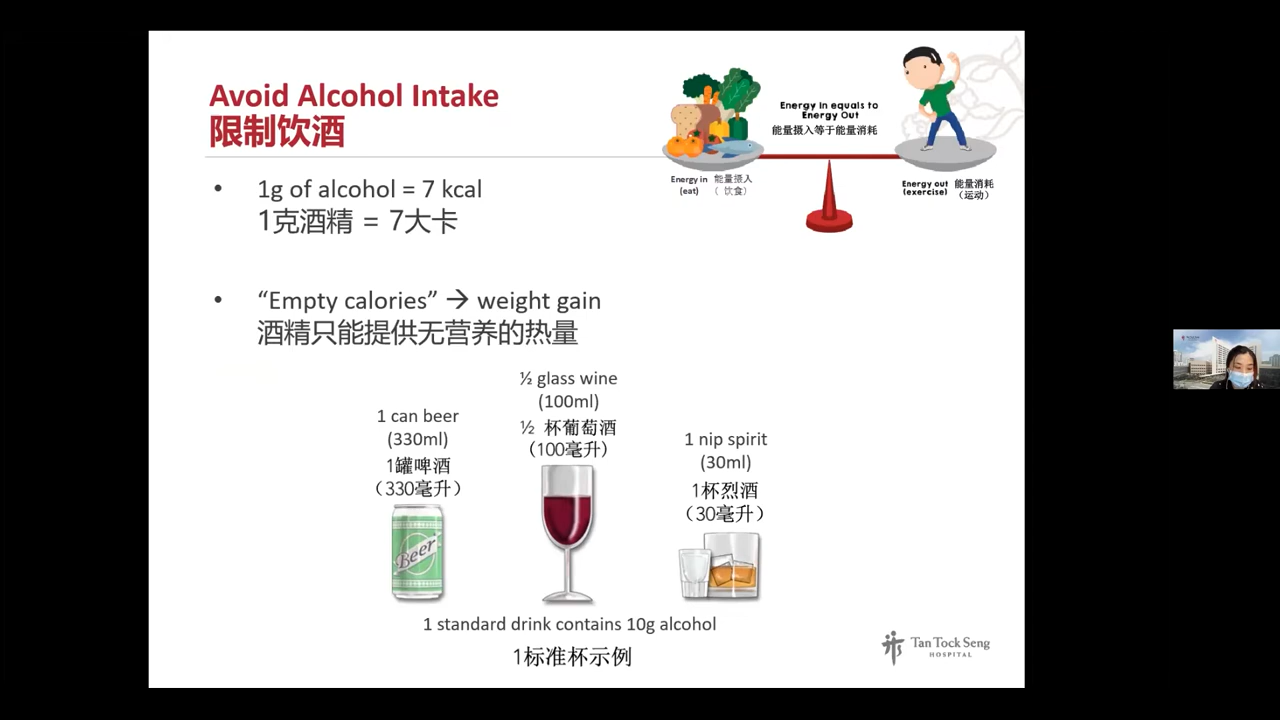 Avoid Alcohol Intake
限制饮酒
Energy in equals to
Energy Out
能量摄入等于能量消耗
Energy in 能量摄入
(eat) （ 饮食）
Energy out 能量消耗
(exercise) （运动）
• 1g of alcohol = 7 kcal
1克酒精 = 7大卡
• “Empty calories” → weight gain
酒精只能提供无营养的热量
1 can beer
(330ml)
1罐啤酒
（330毫升）
Beer
½ glass wine
(100ml)
½ 杯葡萄酒
（100毫升）
1 nip spirit
(30ml)
1杯烈酒
（30毫升）
1 standard drink contains 10g alcohol
1标准杯示例
Tan Tock Seng
HOSPITAL